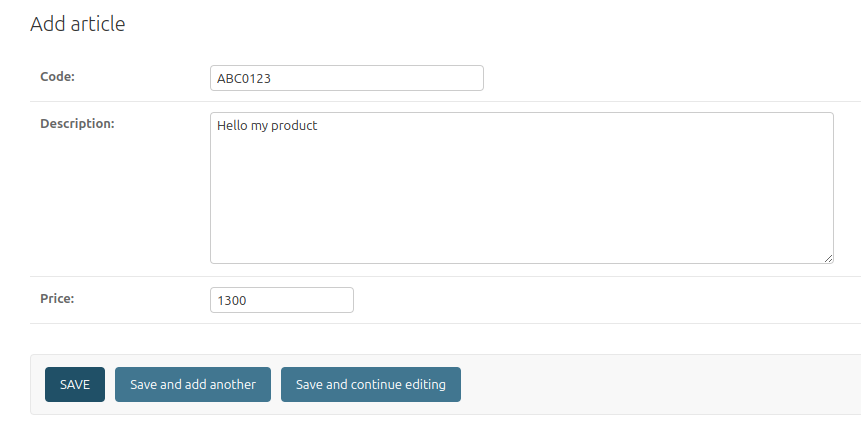 Add article
Code:
ABC0123
Description:
Hello my product
Price:
1300
SAVE
Save and add another
Save and continue editing